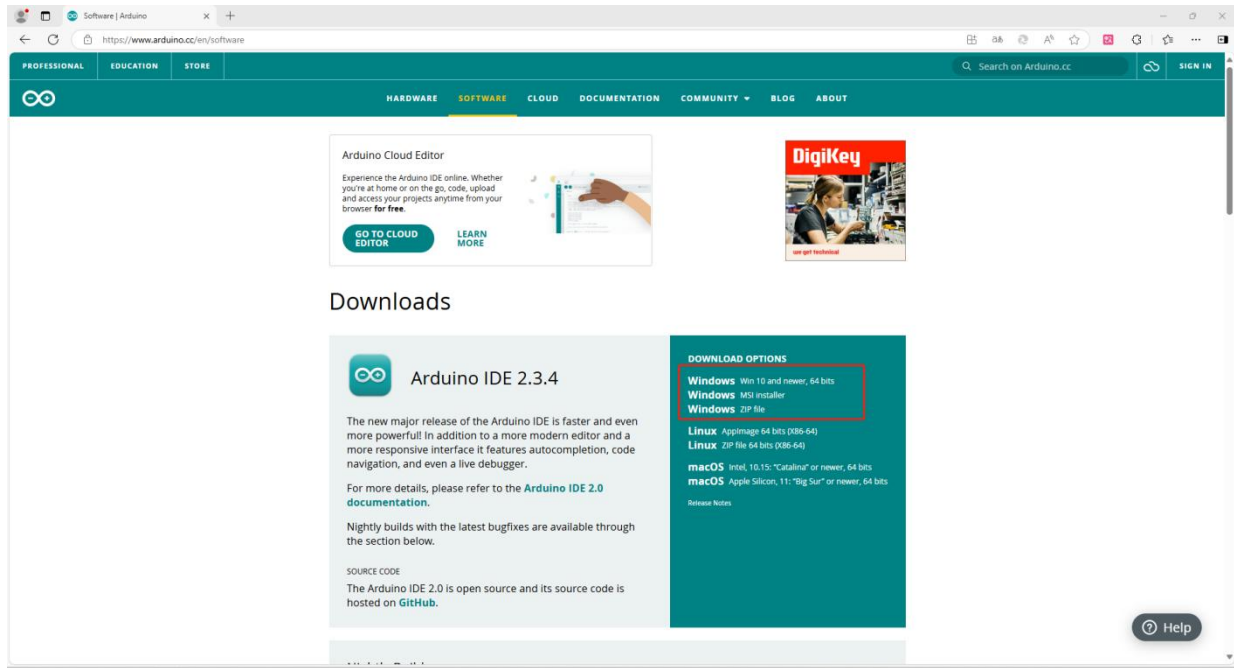 Software | Arduino
https://www.arduino.cc/en/software
PROFESSIONAL EDUCATION STORE
Search on Arduino.cc
SIGN IN
HARDWARE SOFTWARE CLOUD DOCUMENTATION COMMUNITY BLOG ABOUT
Arduino Cloud Editor
Experience the Arduino IDE online. Whether
you're at home or on the go, code, upload
and access your projects anytime from your
browser for free.
GO TO CLOUD
EDITOR
LEARN
MORE
DigiKey
we get technical
Downloads
Arduino IDE 2.3.4
The new major release of the Arduino IDE is faster and even
more powerful! In addition to a more modern editor and a
more responsive interface it features autocompletion, code
navigation, and even a live debugger.
For more details, please refer to the Arduino IDE 2.0
documentation.
Nightly builds with the latest bugfixes are available through
the section below.
SOURCE CODE
The Arduino IDE 2.0 is open source and its source code is
hosted on GitHub.
DOWNLOAD OPTIONS
Windows Win 10 and newer, 64 bits
Windows MSI installer
Windows ZIP file
Linux AppImage 64 bits (X86-64)
Linux ZIP file 64 bits (X86-64)
macOS Intel, 10.15: "Catalina" or newer, 64 bits
macOS Apple Silicon, 11: "Big Sur" or newer, 64 bits
Release Notes
Help